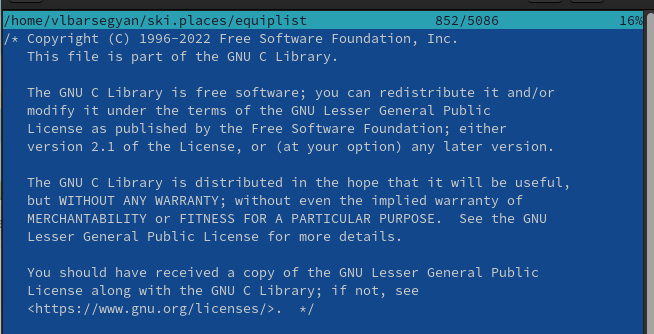 /home/vlbarsegyan/ski.places/equiplist 852/5086 16%
/* Copyright (C) 1996-2022 Free Software Foundation, Inc.
This file is part of the GNU C Library.
The GNU C Library is free software; you can redistribute it and/or
modify it under the terms of the GNU Lesser General Public
License as published by the Free Software Foundation; either
version 2.1 of the License, or (at your option) any later version.
The GNU C Library is distributed in the hope that it will be useful,
but WITHOUT ANY WARRANTY; without even the implied warranty of
MERCHANTABILITY or FITNESS FOR A PARTICULAR PURPOSE.  See the GNU
Lesser General Public License for more details.
You should have received a copy of the GNU Lesser General Public
License along with the GNU C Library; if not, see
<https://www.gnu.org/licenses/>.  */